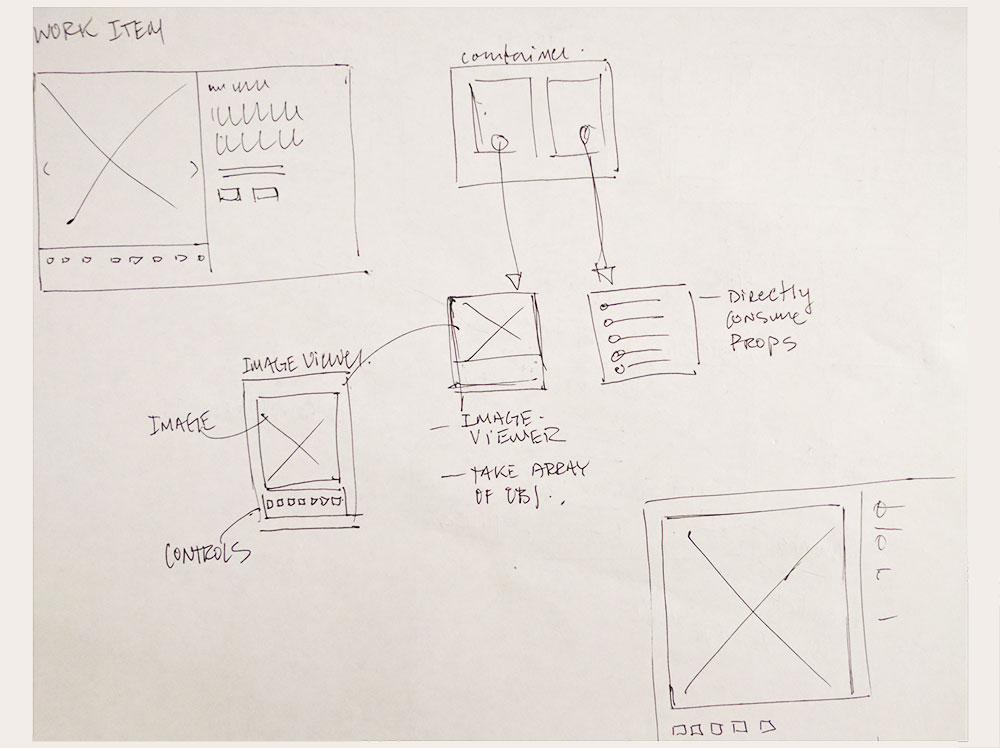 WORK ITEM
container.
DIRECTLY
CONSUME
PROPS
IMAGE VIEWER.
IMAGE
IMAGE-
VIEWER
- TAKE ARRAY
OF OBJ..
CONTROLS